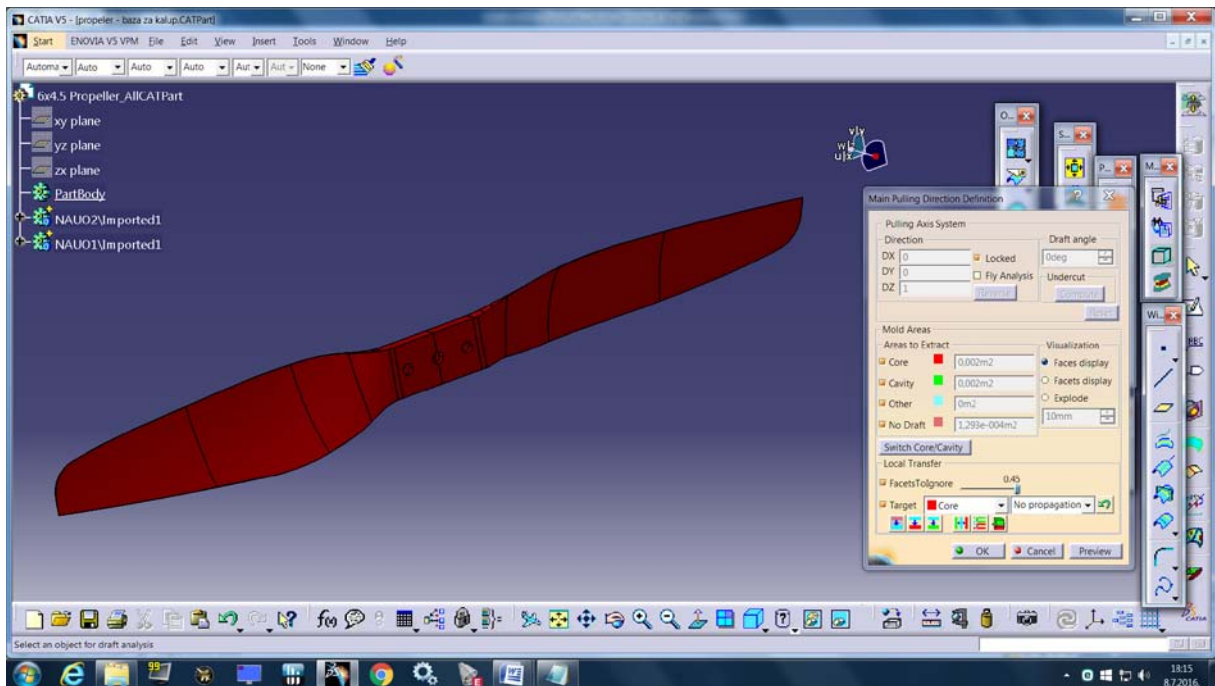 CATIA V5 - [propeler - baza za kalup.CATPart]
Start ENOVIA V5 VPM File Edit View Insert Tools Window Help
Automa Auto Auto Auto Aut Aut None
6x4.5 Propeller_AllCATPart
xy plane
yz plane
zx plane
PartBody
NAUO2\Imported1
NAUO1\Imported1
v|y
w|z
u|x
O...
S...
P...
M...
Wi...
Main Pulling Direction Definition
Pulling Axis System
Direction
Draft angle
DX 0
Locked
0deg
DY 0
Fly Analysis
Undercut
DZ 1
Reverse
Compute
Reset
Mold Areas
Areas to Extract
Visualization
Core 0,002m2
Faces display
Cavity 0,002m2
Facets display
Other 0m2
Explode
No Draft 1,293e-004m2
10mm
Switch Core/Cavity
Local Transfer
FacetsToIgnore 0.45
Target Core No propagation
OK Cancel Preview
Select an object for draft analysis
99
18:15
8.7.2016.